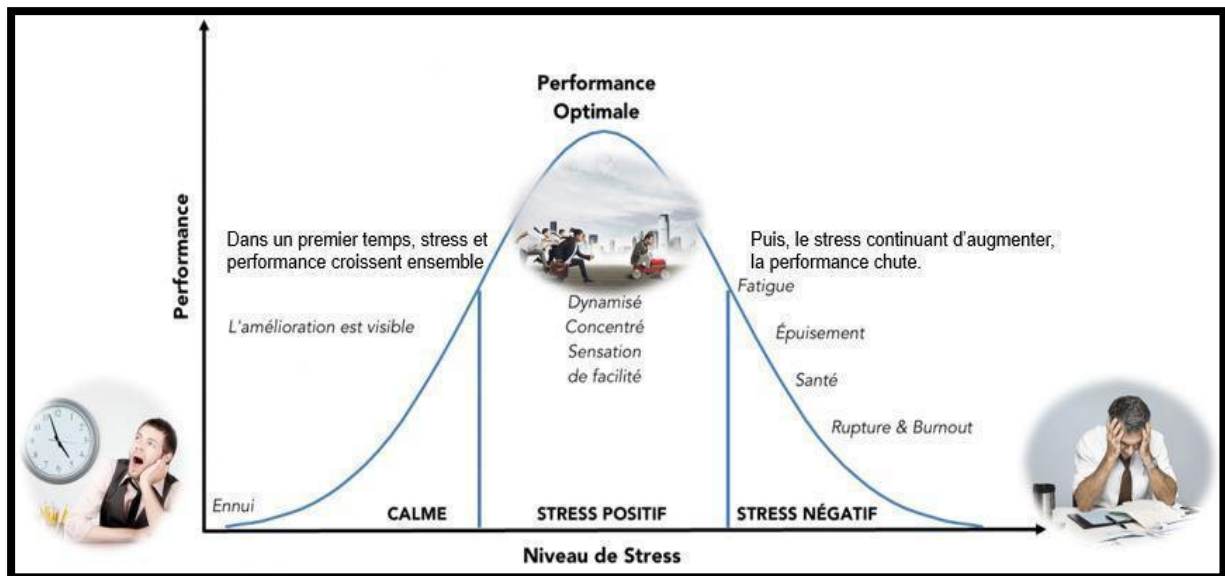 Performance
Optimale
Performance
Dans un premier temps, stress et
performance croissent ensemble
L'amélioration est visible
Ennui
CALME
Dynamisé
Concentré
Sensation
de facilité
STRESS POSITIF
Puis, le stress continuant d'augmenter,
la performance chute.
Fatigue
Épuisement
Santé
Rupture & Burnout
STRESS NÉGATIF
Niveau de Stress